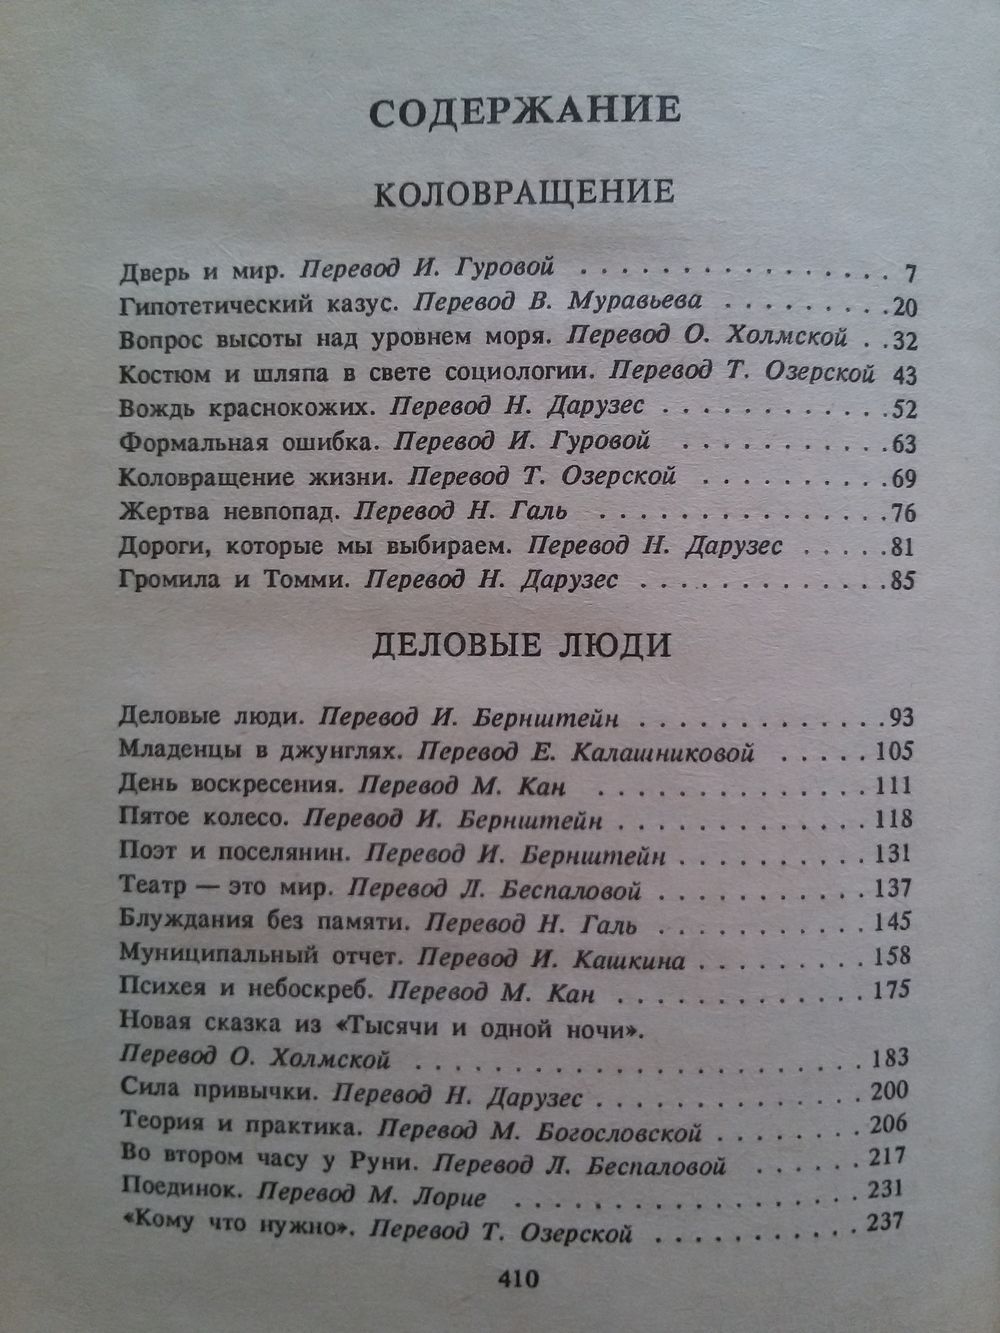 СОДЕРЖАНИЕ
КОЛОВРАЩЕНИЕ
Дверь и мир. Перевод И. Гуровой . . . . . . . . . . . . . . . . 7
Гипотетический казус. Перевод В. Муравьева . . . . . . . . .20
Вопрос высоты над уровнем моря. Перевод О. Холмской . .32
Костюм и шляпа в свете социологии. Перевод Т. Озерской 43
Вождь краснокожих. Перевод Н. Дарузес . . . . . . . . . . . .52
Формальная ошибка. Перевод И. Гуровой . . . . . . . . . . .63
Коловращение жизни. Перевод Т. Озерской . . . . . . . . . .69
Жертва невпопад. Перевод Н. Галь . . . . . . . . . . . . . . .76
Дороги, которые мы выбираем. Перевод Н. Дарузес . . . . .81
Громила и Томми. Перевод Н. Дарузес . . . . . . . . . . . . .85
ДЕЛОВЫЕ ЛЮДИ
Деловые люди. Перевод И. Бернштейн . . . . . . . . . . . . .93
Младенцы в джунглях. Перевод Е. Калашниковой . . . . . 105
День воскресения. Перевод М. Кан . . . . . . . . . . . . . . 111
Пятое колесо. Перевод И. Бернштейн . . . . . . . . . . . . . 118
Поэт и поселянин. Перевод И. Бернштейн . . . . . . . . . . 131
Театр — это мир. Перевод Л. Беспаловой . . . . . . . . . . . 137
Блуждания без памяти. Перевод Н. Галь . . . . . . . . . . . 145
Муниципальный отчет. Перевод И. Кашкина . . . . . . . . . 158
Психея и небоскреб. Перевод М. Кан . . . . . . . . . . . . . 175
Новая сказка из «Тысячи и одной ночи».
Перевод О. Холмской . . . . . . . . . . . . . . . . . . . . . . 183
Сила привычки. Перевод Н. Дарузес . . . . . . . . . . . . . . 200
Теория и практика. Перевод М. Богословской . . . . . . . . 206
Во втором часу у Руни. Перевод Л. Беспаловой . . . . . . 217
Поединок. Перевод М. Лорие . . . . . . . . . . . . . . . . . 231
«Кому что нужно». Перевод Т. Озерской . . . . . . . . . . . 237
410